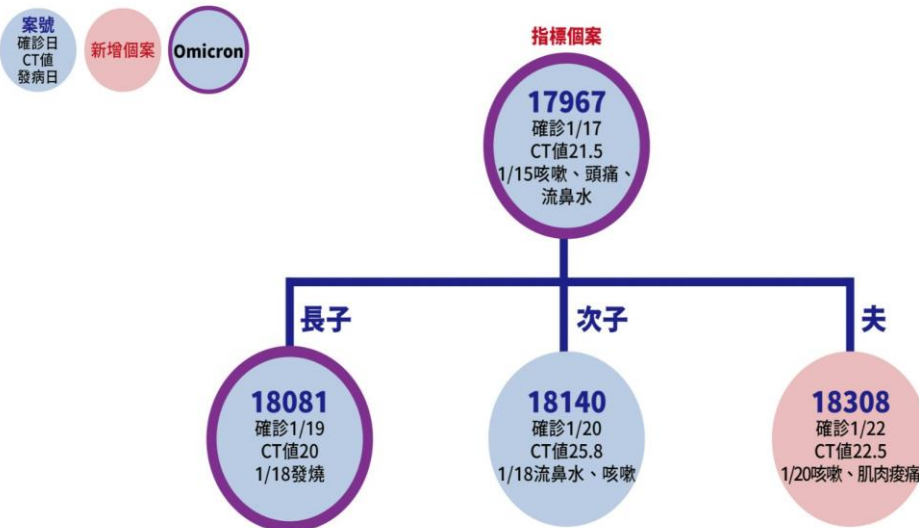 案號
確診日
CT值
發病日
新增個案
Omicron
指標個案
17967
確診1/17
CT值21.5
1/15咳嗽、頭痛、
流鼻水
長子
次子
夫
18081
確診1/19
CT值20
1/18發燒
18140
確診1/20
CT值25.8
1/18流鼻水、咳嗽
18308
確診1/22
CT值22.5
1/20咳嗽、肌肉痠痛